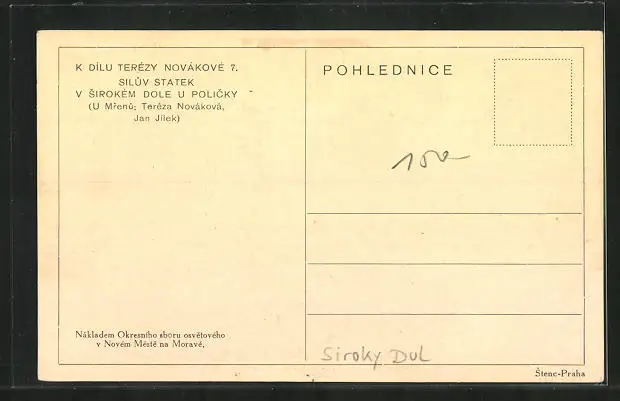 K DÍLU TERÉZY NOVÁKOVÉ 7.
SILŮV STATEK
V ŠIROKÉM DOLE U POLIČKY
(U Mřenů; Teréza Nováková,
Jan Jílek)
Nákladem Okresního sboru osvětového
v Novém Městě na Moravě.
POHLEDNICE
Siroky Dul
Štenc-Praha